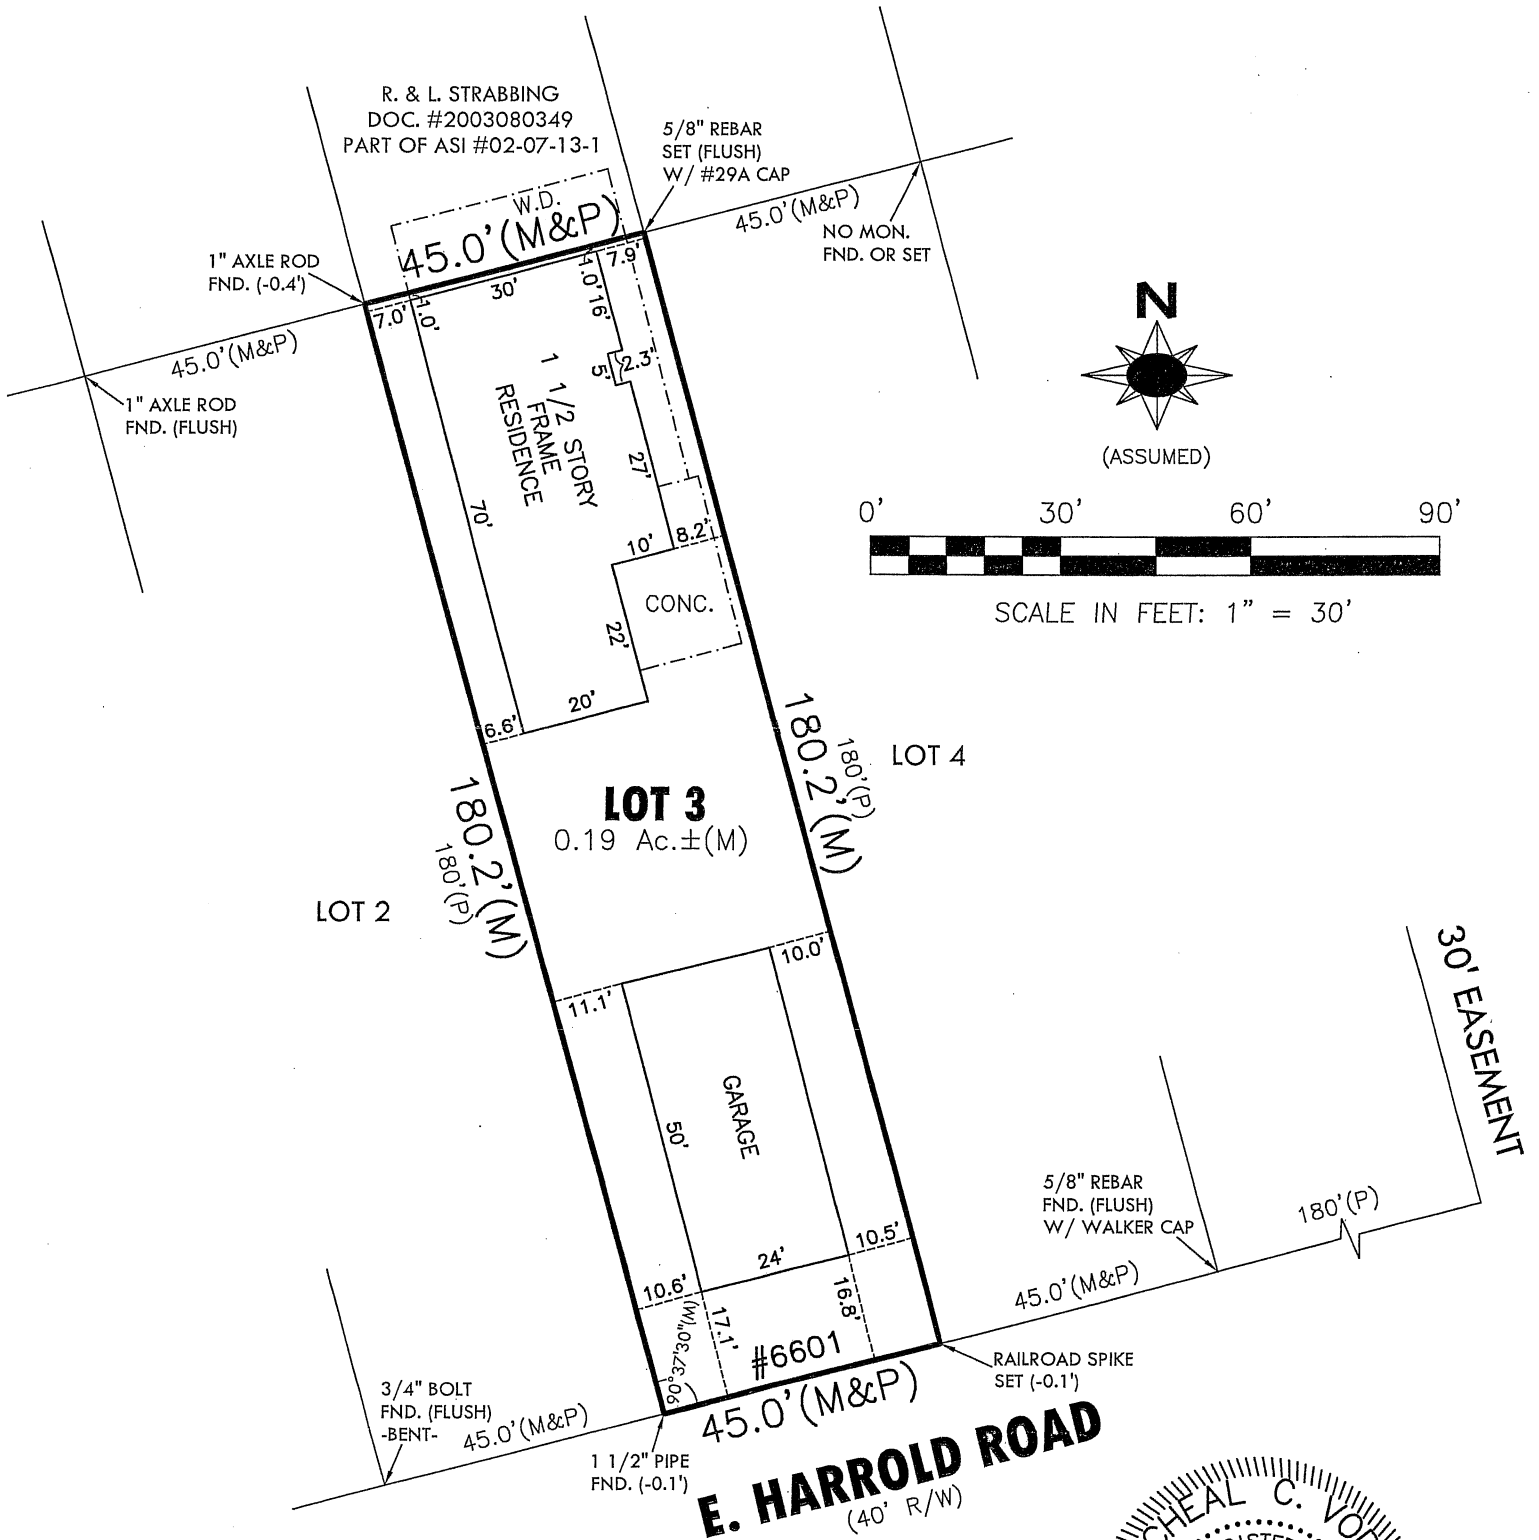 R. & L. STRABBING
DOC. #2003080349
PART OF ASI #02-07-13-1
5/8" REBAR
SET (FLUSH)
W/ #29A CAP
W.D.
45.0'(M&P)
45.0'(M&P)
NO MON.
FND. OR SET
1" AXLE ROD
FND. (-0.4')
45.0'(M&P)
1" AXLE ROD
FND. (FLUSH)
7.0'
1.0'
30'
1.0'
7.9'
16'
2.3'
5'
1 1/2 STORY
FRAME
RESIDENCE
27'
70'
10'
8.2'
CONC.
22'
20'
6.6'
N
(ASSUMED)
0' 30' 60' 90'
SCALE IN FEET: 1" = 30'
180.2'(M)
180'(P)
LOT 4
LOT 3
0.19 Ac.±(M)
180.2'(M)
180'(P)
LOT 2
10.0'
11.1'
GARAGE
50'
24'
10.5'
10.6'
17.1'
16.8'
90°37'30"(M)
#6601
45.0'(M&P)
30' EASEMENT
5/8" REBAR
FND. (FLUSH)
W/ WALKER CAP
180'(P)
45.0'(M&P)
RAILROAD SPIKE
SET (-0.1')
3/4" BOLT
FND. (FLUSH)
-BENT-
45.0'(M&P)
1 1/2" PIPE
FND. (-0.1')
E. HARROLD ROAD
(40' R/W)
CHEAL C. VO